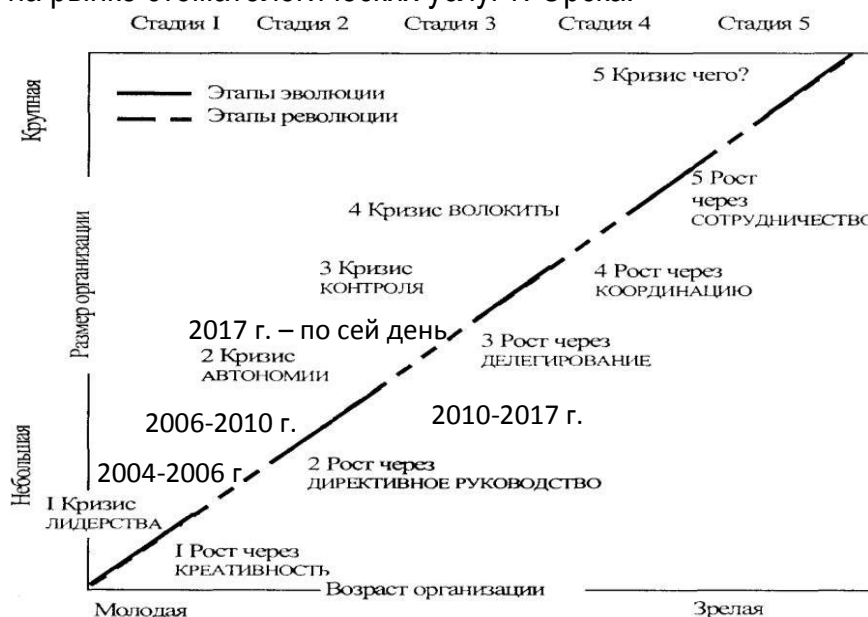 на рынке стоматологических услуг г. Орска.
Стадия I Стадия 2 Стадия 3 Стадия 4 Стадия 5
5 Кризис чего?
Этапы эволюции
Этапы революции
Крупная
5 Рост
через
СОТРУДНИЧЕСТВО
4 Кризис ВОЛОКИТЫ
Размер организации
3 Кризис
КОНТРОЛЯ
4 Рост через
КООРДИНАЦИЮ
2017 г. – по сей день
2 Кризис
АВТОНОМИИ
3 Рост через
ДЕЛЕГИРОВАНИЕ
2006-2010 г.
2010-2017 г.
2004-2006 г.
2 Рост через
ДИРЕКТИВНОЕ РУКОВОДСТВО
Небольшая
I Кризис
ЛИДЕРСТВА
I Рост через
КРЕАТИВНОСТЬ
Возраст организации
Молодая
Зрелая